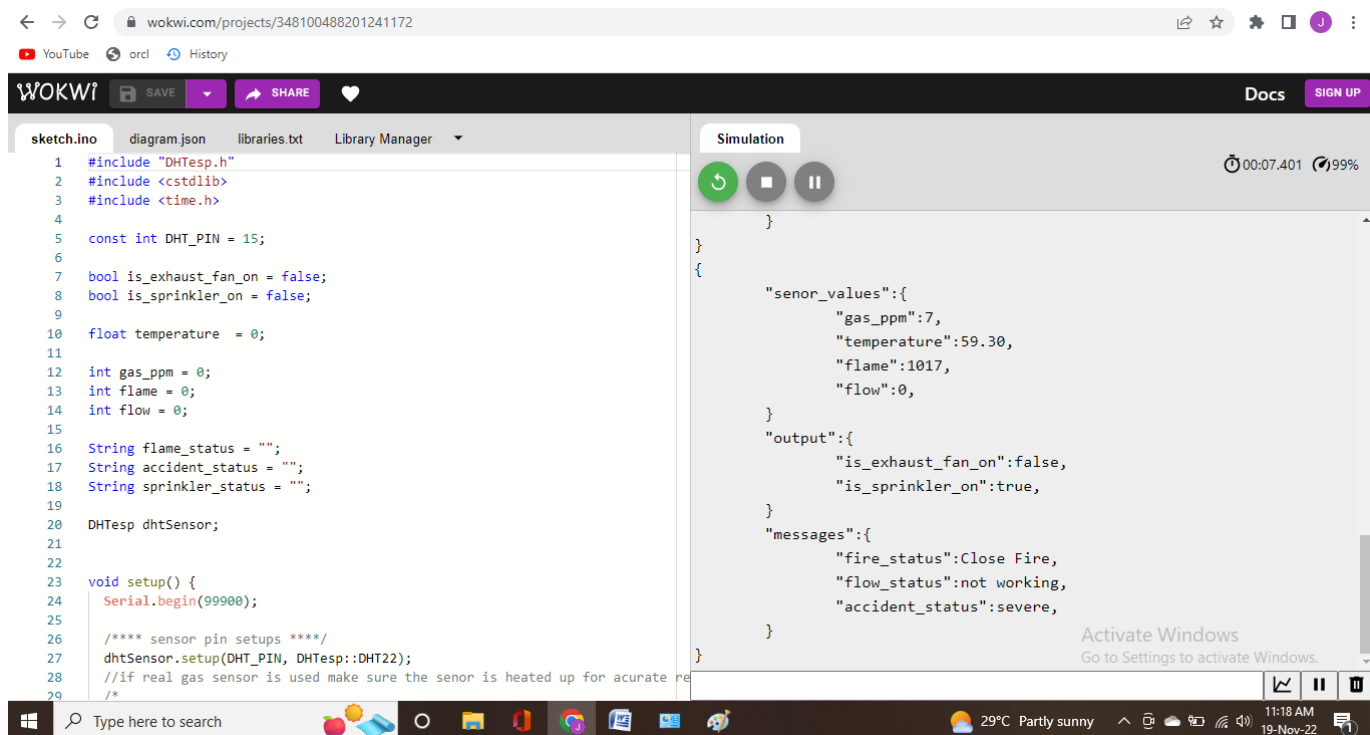 wokwi.com/projects/348100488201241172
J
YouTube orcl History
WOKWI SAVE SHARE Docs SIGN UP
sketch.ino diagram.json libraries.txt Library Manager
1 #include "DHTesp.h"
2 #include <cstdlib>
3 #include <time.h>
4
5 const int DHT_PIN = 15;
6
7 bool is_exhaust_fan_on = false;
8 bool is_sprinkler_on = false;
9
10 float temperature  = 0;
11
12 int gas_ppm = 0;
13 int flame = 0;
14 int flow = 0;
15
16 String flame_status = "";
17 String accident_status = "";
18 String sprinkler_status = "";
19
20 DHTesp dhtSensor;
21
22
23 void setup() {
24 Serial.begin(99900);
25
26 /**** sensor pin setups ****/
27 dhtSensor.setup(DHT_PIN, DHTesp::DHT22);
28 //if real gas sensor is used make sure the senor is heated up for acurate re
29 /*
Simulation
00:07.401 99%
}
}
{
"senor_values":{
"gas_ppm":7,
"temperature":59.30,
"flame":1017,
"flow":0,
}
"output":{
"is_exhaust_fan_on":false,
"is_sprinkler_on":true,
}
"messages":{
"fire_status":Close Fire,
"flow_status":not working,
"accident_status":severe,
}
}
Activate Windows
Go to Settings to activate Windows.
Type here to search
29°C Partly sunny
11:18 AM
19-Nov-22
1